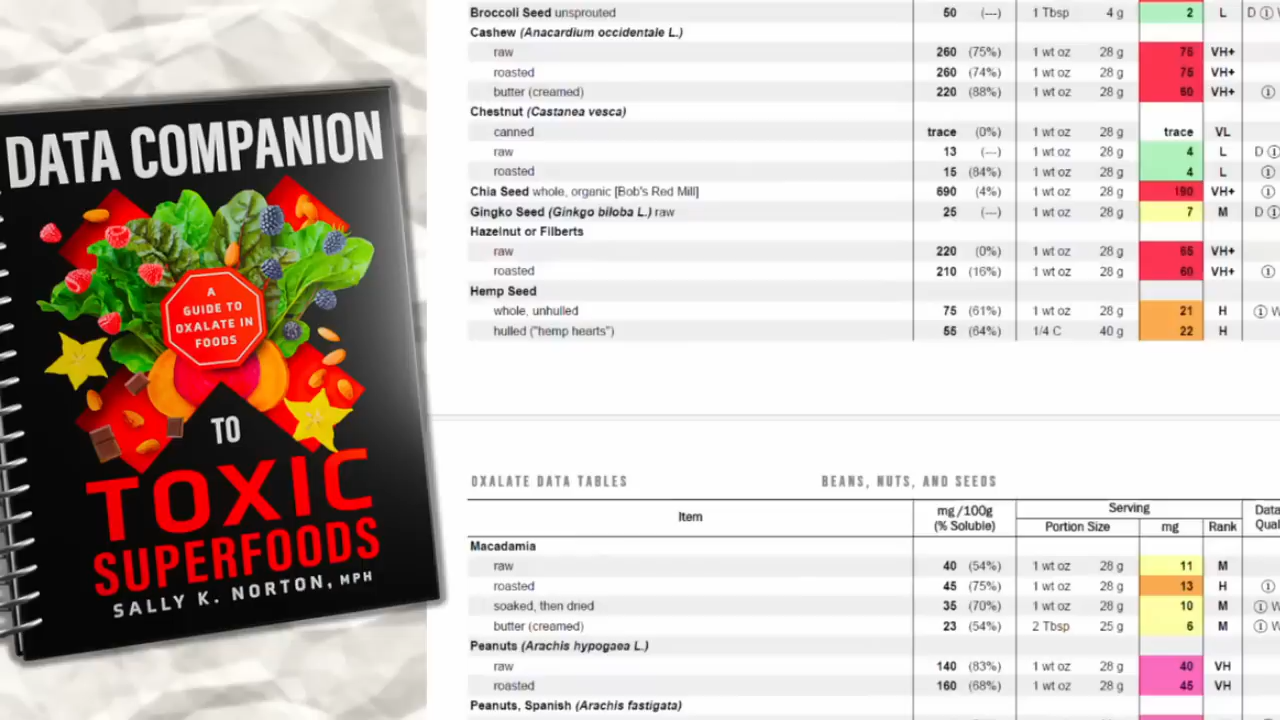 DATA COMPANION
A
GUIDE TO
OXALATE IN
FOODS
TO
TOXIC
SUPERFOODS
SALLY K. NORTON, MPH
Broccoli Seed unsprouted 50 (---) 1 Tbsp 4 g 2 L D ⓘ
Cashew (Anacardium occidentale L.)
raw 260 (75%) 1 wt oz 28 g 75 VH+
roasted 260 (74%) 1 wt oz 28 g 75 VH+
butter (creamed) 220 (88%) 1 wt oz 28 g 60 VH+ ⓘ
Chestnut (Castanea vesca)
canned trace (0%) 1 wt oz 28 g trace VL
raw 13 (---) 1 wt oz 28 g 4 L D ⓘ
roasted 15 (84%) 1 wt oz 28 g 4 L ⓘ
Chia Seed whole, organic [Bob's Red Mill] 690 (4%) 1 wt oz 28 g 190 VH+ ⓘ
Gingko Seed (Ginkgo biloba L.) raw 25 (---) 1 wt oz 28 g 7 M D ⓘ
Hazelnut or Filberts
raw 220 (0%) 1 wt oz 28 g 65 VH+
roasted 210 (16%) 1 wt oz 28 g 60 VH+ ⓘ
Hemp Seed
whole, unhulled 75 (61%) 1 wt oz 28 g 21 H ⓘ W
hulled ("hemp hearts") 55 (64%) 1/4 C 40 g 22 H
OXALATE DATA TABLES BEANS, NUTS, AND SEEDS
Item mg/100g (% Soluble) Serving Portion Size mg Rank Data
Macadamia
raw 40 (54%) 1 wt oz 28 g 11 M
roasted 45 (75%) 1 wt oz 28 g 13 H ⓘ
soaked, then dried 35 (70%) 1 wt oz 28 g 10 M ⓘ W
butter (creamed) 23 (54%) 2 Tbsp 25 g 6 M ⓘ W
Peanuts (Arachis hypogaea L.)
raw 140 (83%) 1 wt oz 28 g 40 VH
roasted 160 (68%) 1 wt oz 28 g 45 VH
Peanuts, Spanish (Arachis fastigata)